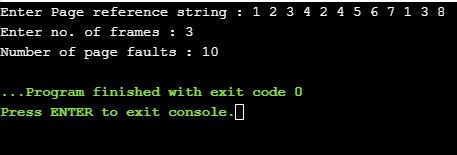 Enter Page reference string : 1 2 3 4 2 4 5 6 7 1 3 8
Enter no. of frames : 3
Number of page faults : 10
...Program finished with exit code 0
Press ENTER to exit console.